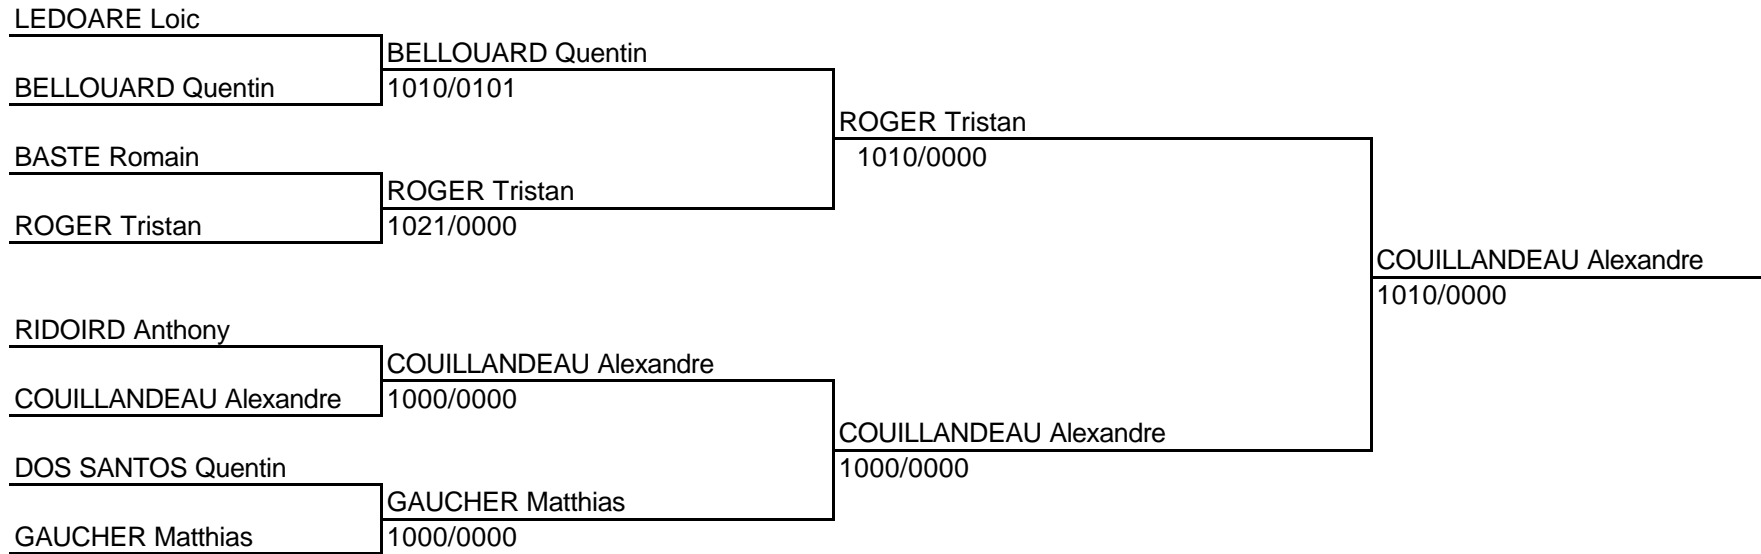 LEDOARE Loic
BELLOUARD Quentin
BELLOUARD Quentin
1010/0101
ROGER Tristan
BASTE Romain
1010/0000
ROGER Tristan
ROGER Tristan
1021/0000
COUILLANDEAU Alexandre
1010/0000
RIDOIRD Anthony
COUILLANDEAU Alexandre
COUILLANDEAU Alexandre
1000/0000
COUILLANDEAU Alexandre
DOS SANTOS Quentin
1000/0000
GAUCHER Matthias
GAUCHER Matthias
1000/0000